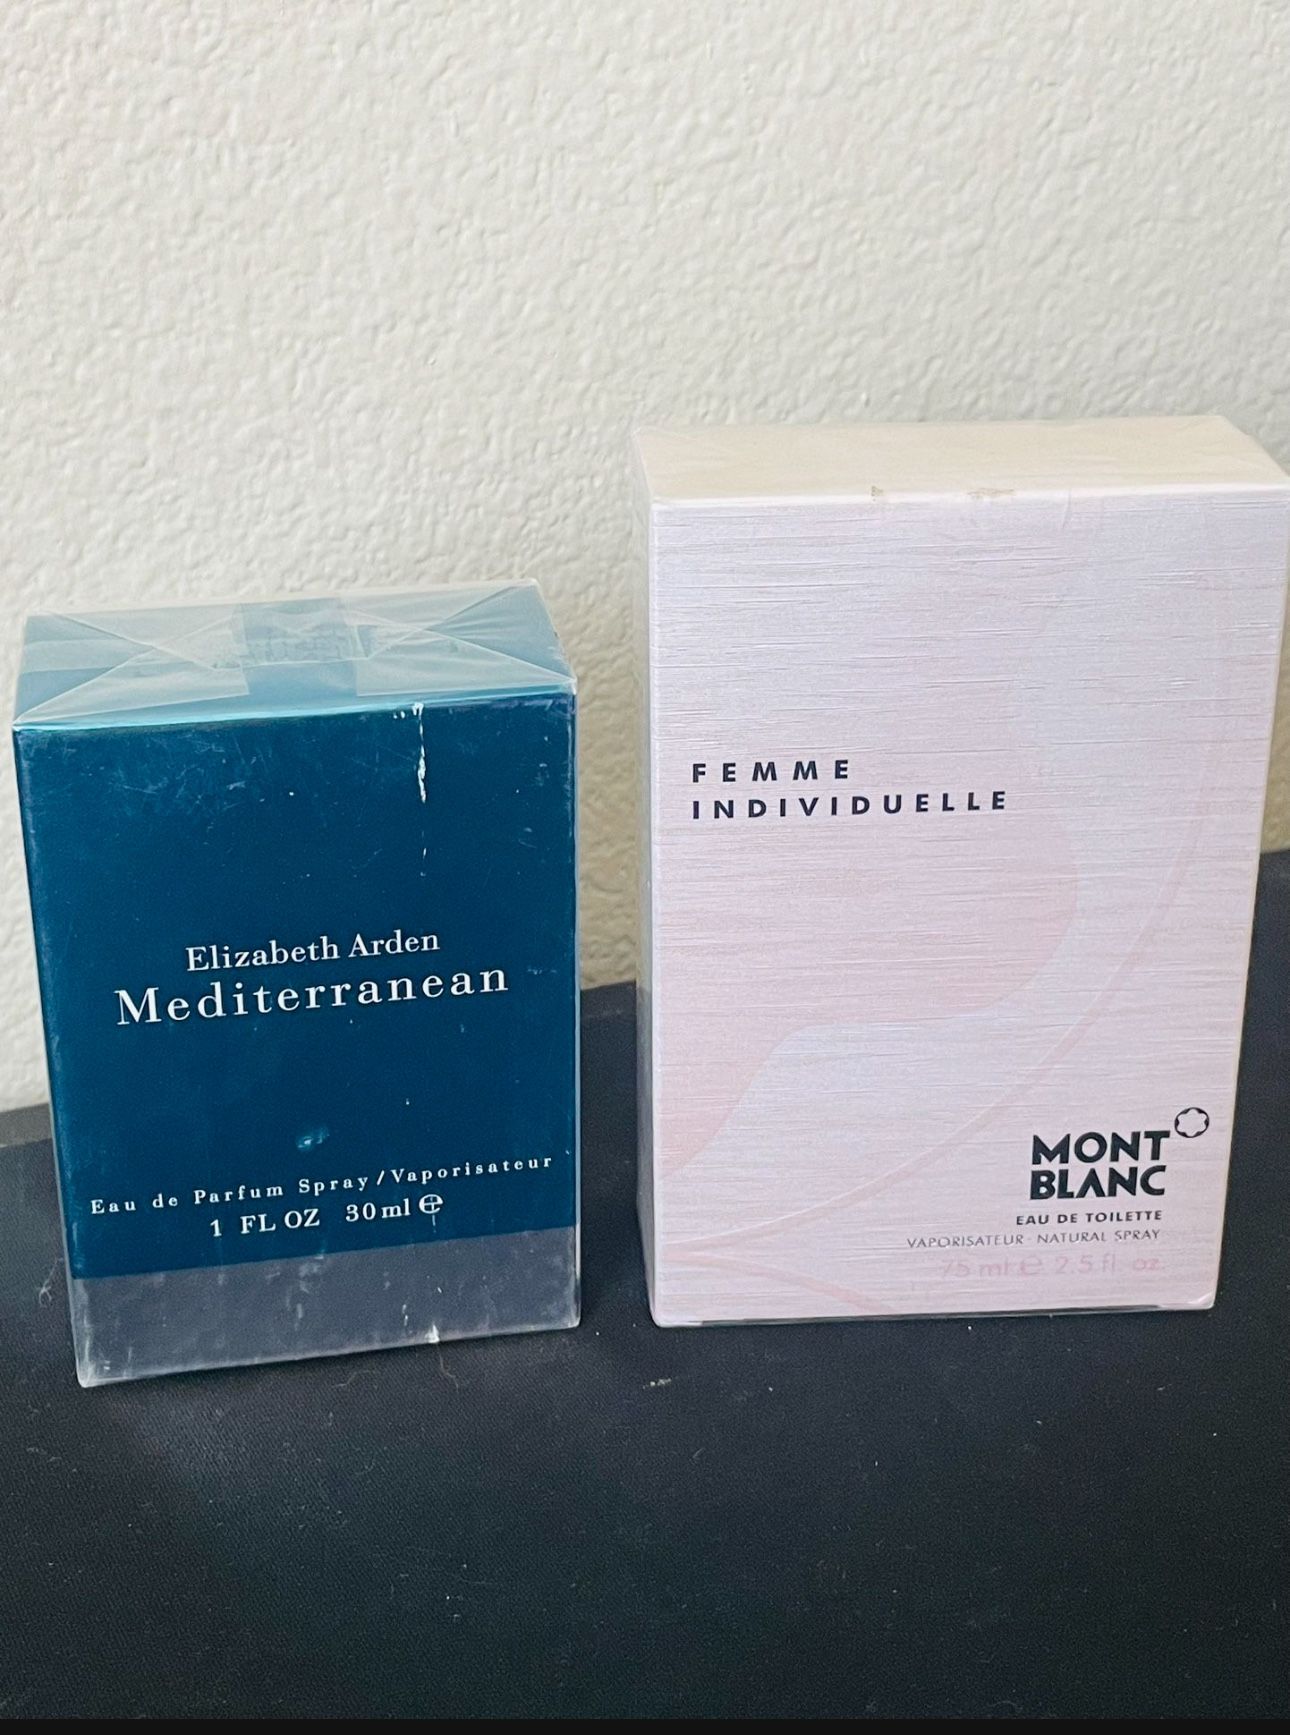 Elizabeth Arden
Mediterranean
Eau de Parfum Spray/Vaporisateur
1 FL OZ 30ml ℮
FEMME
INDIVIDUELLE
MONT
BLANC
EAU DE TOILETTE
VAPORISATEUR · NATURAL SPRAY
75 ml ℮ 2.5 fl. oz.